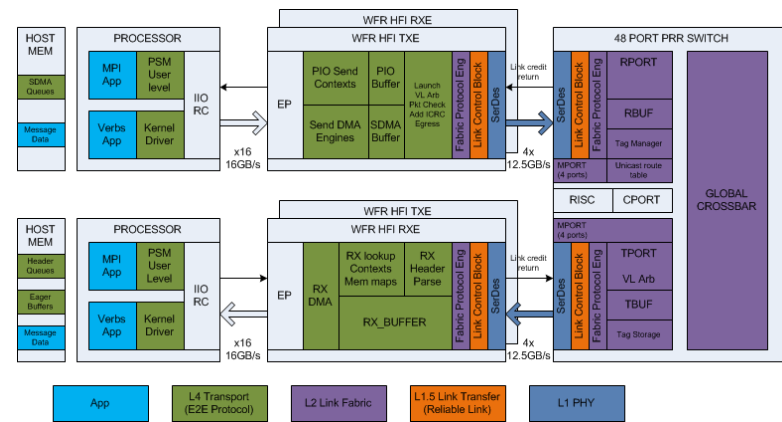 WFR HFI RXE
HOST
MEM
PROCESSOR
WFR HFI TXE
48 PORT PRR SWITCH
SDMA
Queues
Message
Data
MPI
App
PSM
User
level
Verbs
App
Kernel
Driver
IIO
RC
x16
16GB/s
EP
PIO Send
Contexts
PIO
Buffer
Send DMA
Engines
SDMA
Buffer
Launch
VL Arb
Pkt Check
Add ICRC
Egress
Fabric Protocol Eng
Link Control Block
SerDes
Link credit
return
4x
12.5GB/s
SerDes
Link Control Block
Fabric Protocol Eng
RPORT
RBUF
Tag Manager
MPORT
(4 ports)
Unicast route
table
RISC
CPORT
GLOBAL
CROSSBAR
WFR HFI TXE
HOST
MEM
PROCESSOR
WFR HFI RXE
Header
Queues
Eager
Buffers
Message
Data
MPI
App
PSM
User
Level
Verbs
App
Kernel
Driver
IIO
RC
x16
16GB/s
EP
RX
DMA
RX lookup
Contexts
Mem maps
RX
Header
Parse
RX_BUFFER
Fabric Protocol Eng
Link Control Block
SerDes
Link credit
return
4x
12.5GB/s
MPORT
(4 ports)
SerDes
Link Control Block
Fabric Protocol Eng
TPORT
VL Arb
TBUF
Tag Storage
App
L4 Transport
(E2E Protocol)
L2 Link Fabric
L1.5 Link Transfer
(Reliable Link)
L1 PHY